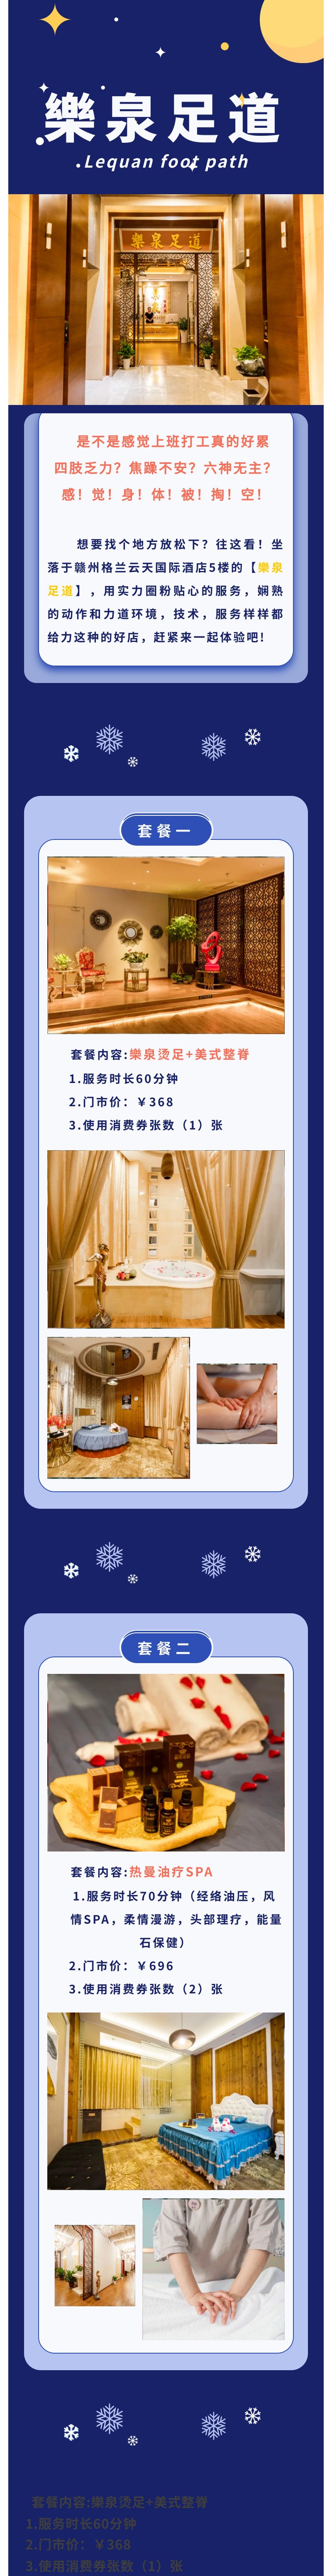 樂泉足道
.Lequan foot path
樂泉足道
是不是感觉上班打工真的好累
四肢乏力？焦躁不安？六神无主？
感！觉！身！体！被！掏！空！
想要找个地方放松下？往这看！坐
落于赣州格兰云天国际酒店5楼的【樂泉
足道】，用实力圈粉贴心的服务，娴熟
的动作和力道环境，技术，服务样样都
给力这种的好店，赶紧来一起体验吧！
套餐一
套餐内容:樂泉烫足+美式整脊
1.服务时长60分钟
2.门市价：￥368
3.使用消费券张数（1）张
套餐二
套餐内容:热曼油疗SPA
1.服务时长70分钟（经络油压，风
情SPA，柔情漫游，头部理疗，能量
石保健）
2.门市价：￥696
3.使用消费券张数（2）张
套餐内容:樂泉烫足+美式整脊
1.服务时长60分钟
2.门市价：￥368
3.使用消费券张数（1）张